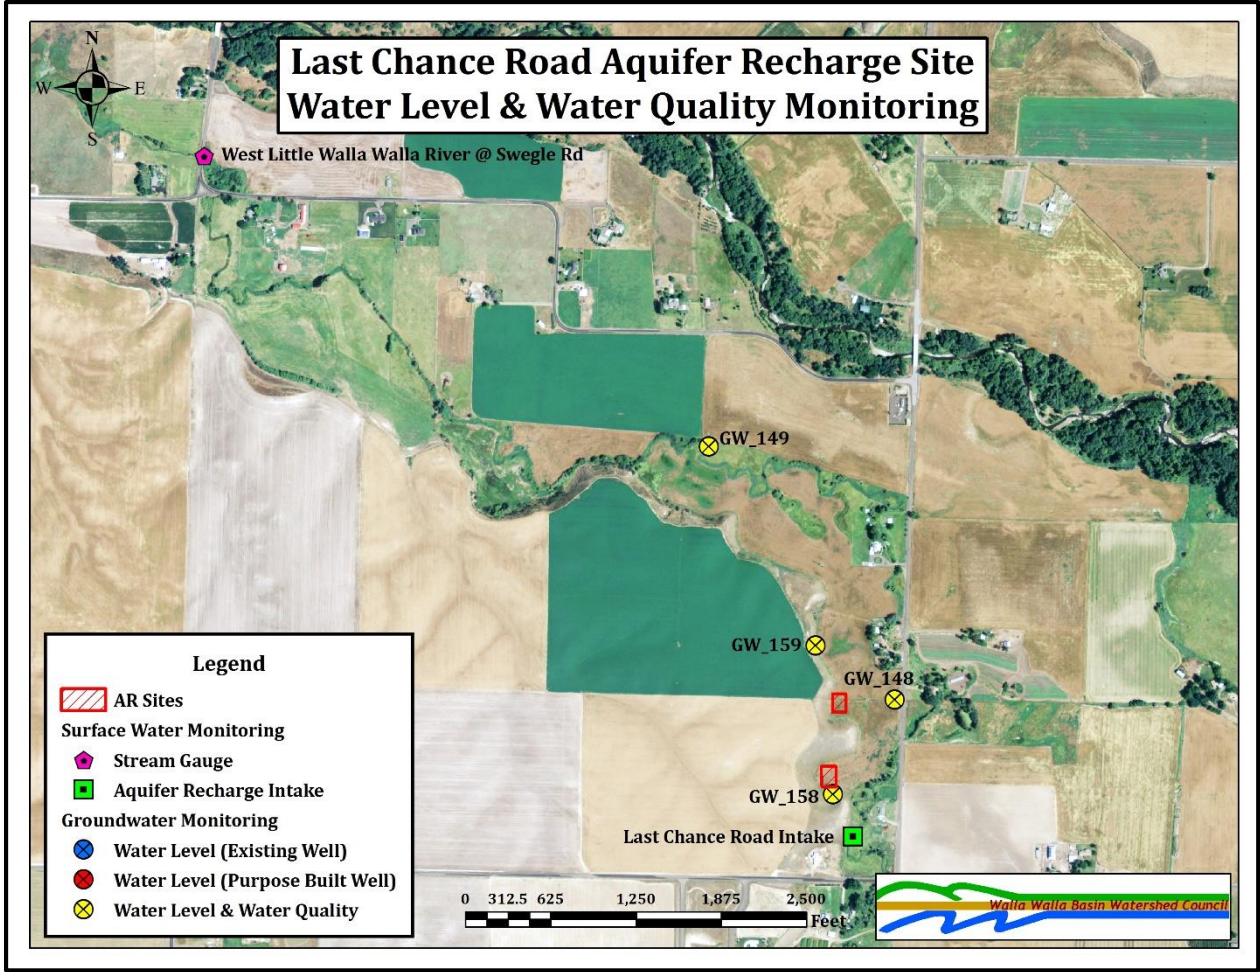 Last Chance Road Aquifer Recharge Site
Water Level & Water Quality Monitoring
N
W
E
S
West Little Walla Walla River @ Swegle Rd
GW_149
GW_159
GW_148
GW_158
Last Chance Road Intake
Legend
AR Sites
Surface Water Monitoring
Stream Gauge
Aquifer Recharge Intake
Groundwater Monitoring
Water Level (Existing Well)
Water Level (Purpose Built Well)
Water Level & Water Quality
0 312.5 625 1,250 1,875 2,500
Feet
Walla Walla Basin Watershed Council